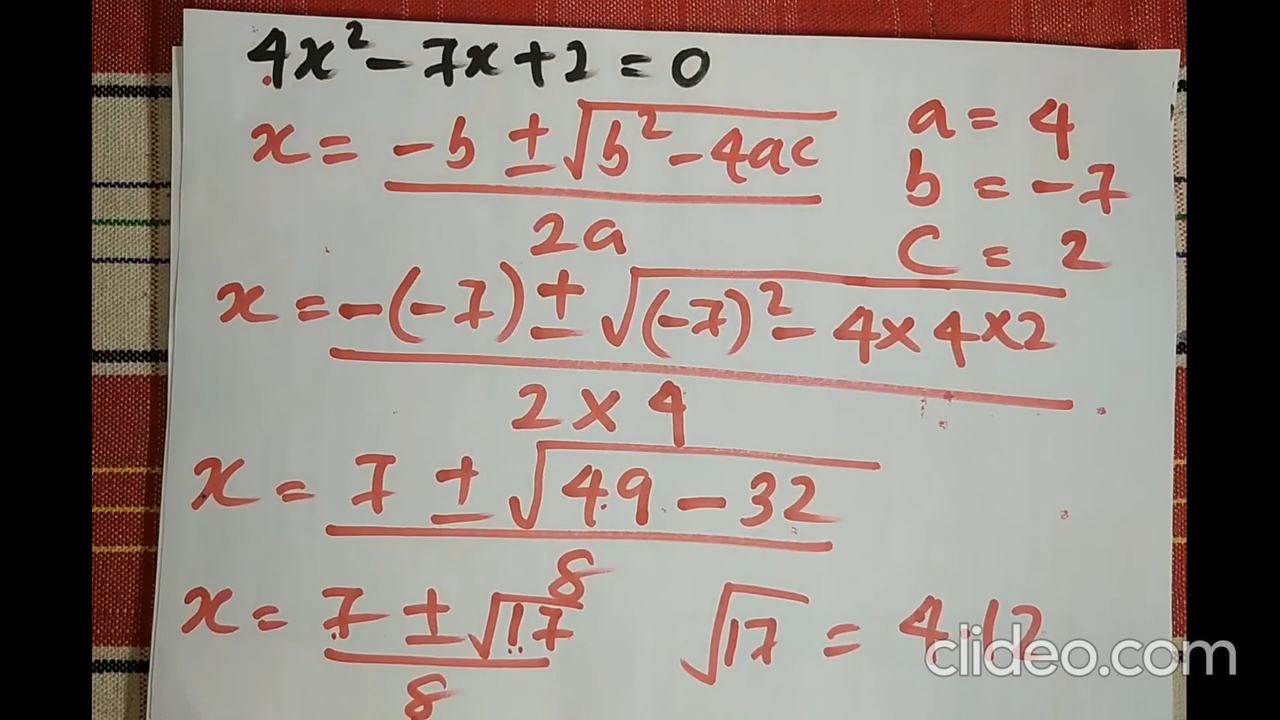 4x² - 7x + 2 = 0
x = -b ± √b² - 4ac
2a
a = 4
b = -7
c = 2
x = -(-7) ± √(-7)² - 4 × 4 × 2
2 × 4
x = 7 ± √49 - 32
8
x = 7 ± √17
8
√17 = 4.12
clideo.com